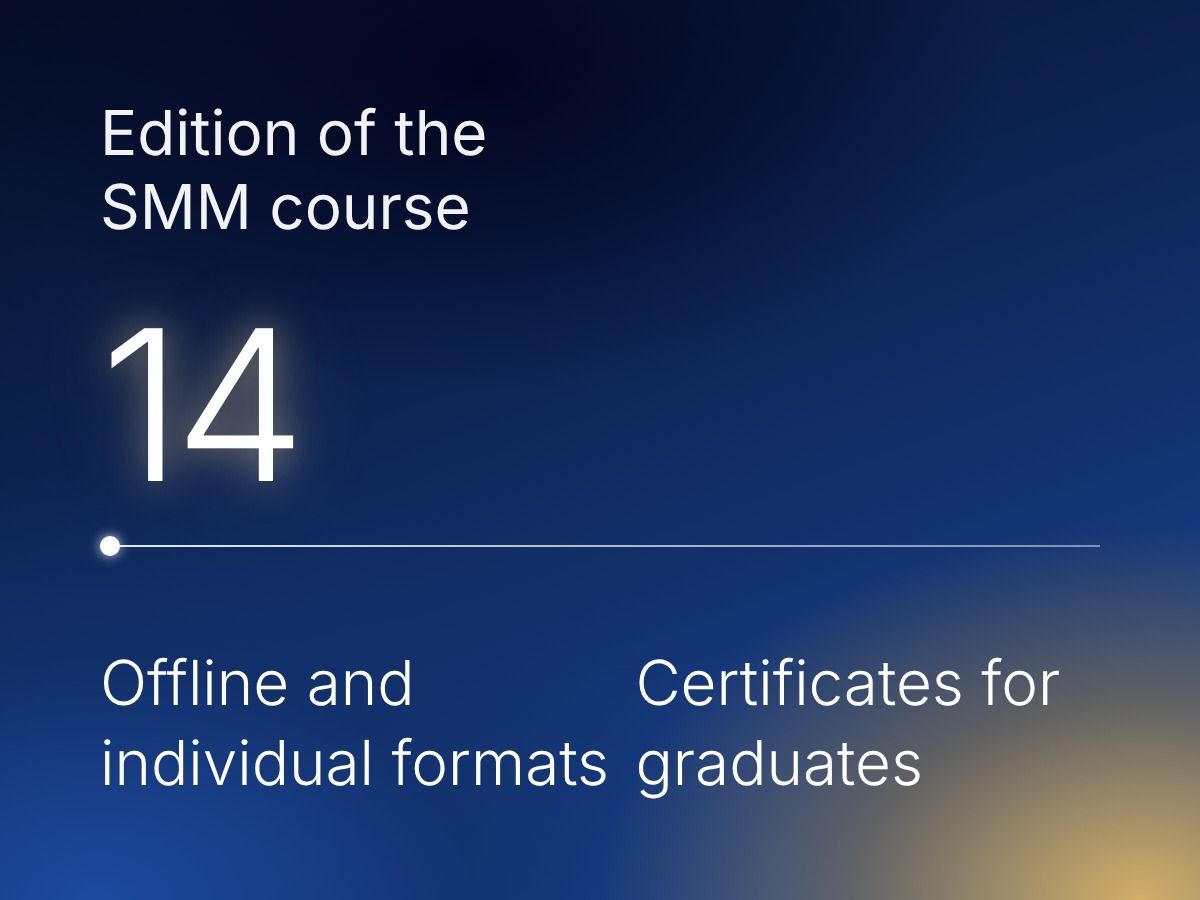 Edition of the
SMM course
14
Offline and
individual formats
Certificates for
graduates